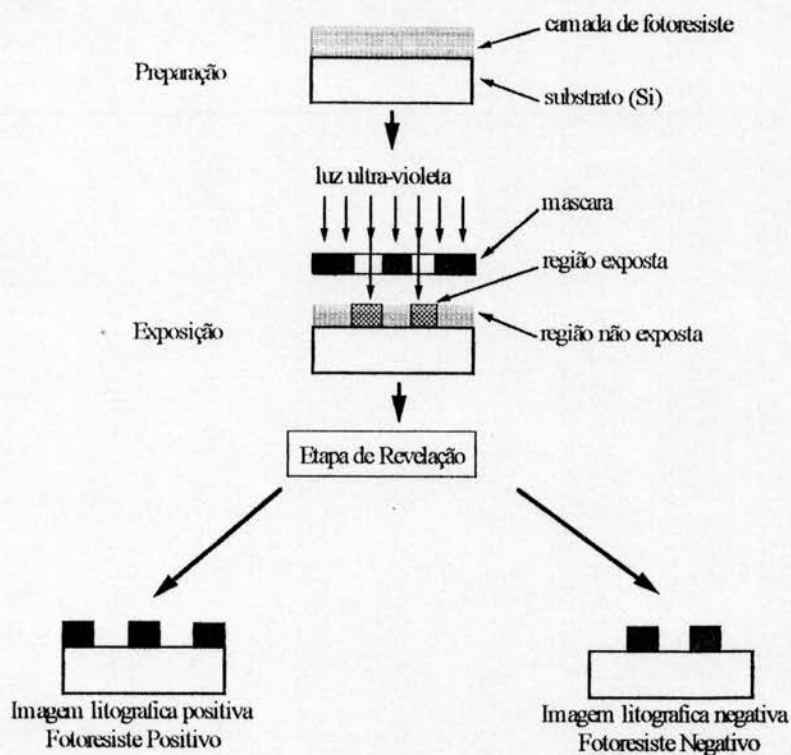 camada de fotoresiste
Preparação
substrato (Si)
luz ultra-violeta
mascara
região exposta
Exposição
região não exposta
Etapa de Revelação
Imagem litografica positiva
Fotoresiste Positivo
Imagem litografica negativa
Fotoresiste Negativo